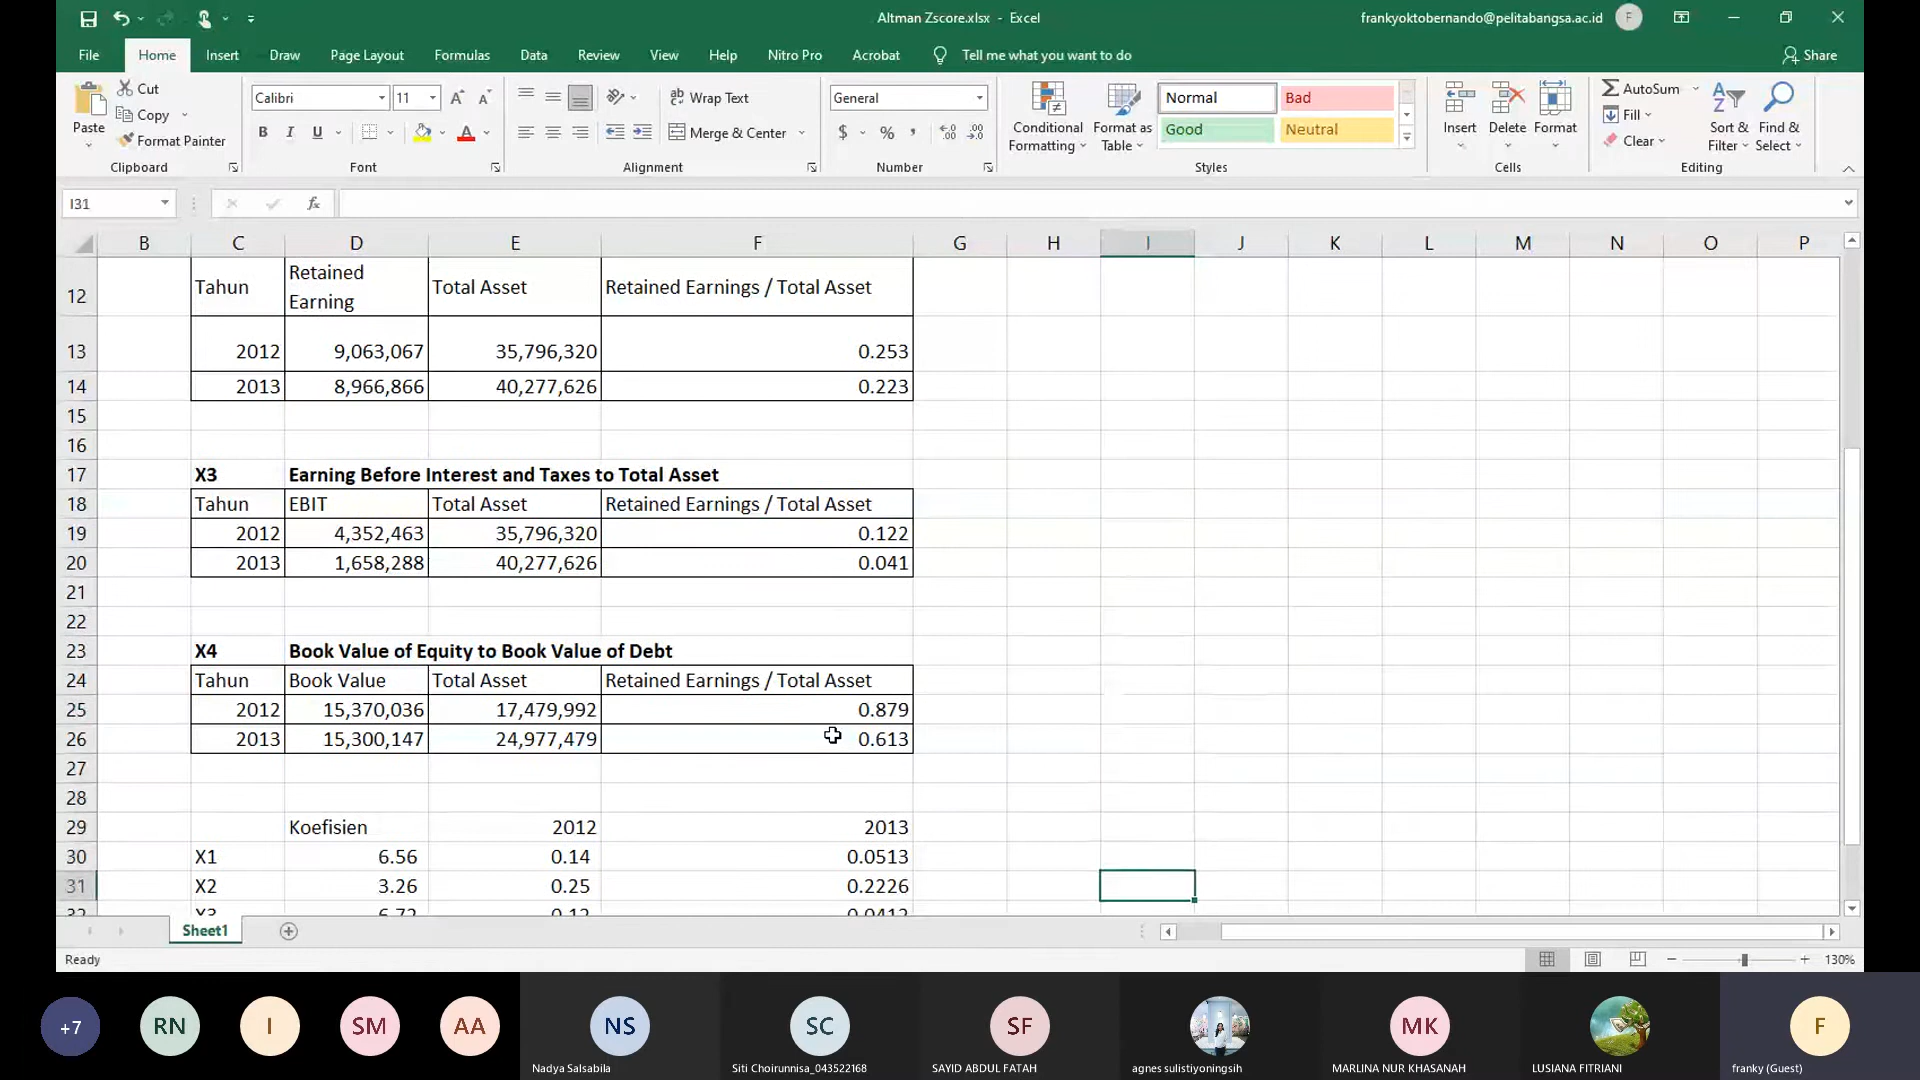 Altman Zscore.xlsx - Excel
frankyoktobernando@pelitabangsa.ac.id
F
File Home Insert Draw Page Layout Formulas Data Review View Help Nitro Pro Acrobat Tell me what you want to do Share
Paste
Cut
Copy
Format Painter
Clipboard
Calibri 11
B I U
Font
Wrap Text
Merge & Center
Alignment
General
$ % ,
Number
Conditional Formatting
Format as Table
Normal Bad
Good Neutral
Styles
Insert Delete Format
Cells
AutoSum
Fill
Clear
Sort & Filter
Find & Select
Editing
I31
fx
B C D E F G H I J K L M N O P
12 Tahun Retained Earning Total Asset Retained Earnings / Total Asset
13 2012 9,063,067 35,796,320 0.253
14 2013 8,966,866 40,277,626 0.223
15
16
17 X3 Earning Before Interest and Taxes to Total Asset
18 Tahun EBIT Total Asset Retained Earnings / Total Asset
19 2012 4,352,463 35,796,320 0.122
20 2013 1,658,288 40,277,626 0.041
21
22
23 X4 Book Value of Equity to Book Value of Debt
24 Tahun Book Value Total Asset Retained Earnings / Total Asset
25 2012 15,370,036 17,479,992 0.879
26 2013 15,300,147 24,977,479 0.613
27
28
29 Koefisien 2012 2013
30 X1 6.56 0.14 0.0513
31 X2 3.26 0.25 0.2226
32 X3 6.72 0.12 0.0412
Sheet1
Ready
130%
+7 RN I SM AA NS SC SF MK F
Nadya Salsabila
Siti Choirunnisa_043522168
SAYID ABDUL FATAH
agnes sulistiyoningsih
MARLINA NUR KHASANAH
LUSIANA FITRIANI
franky (Guest)